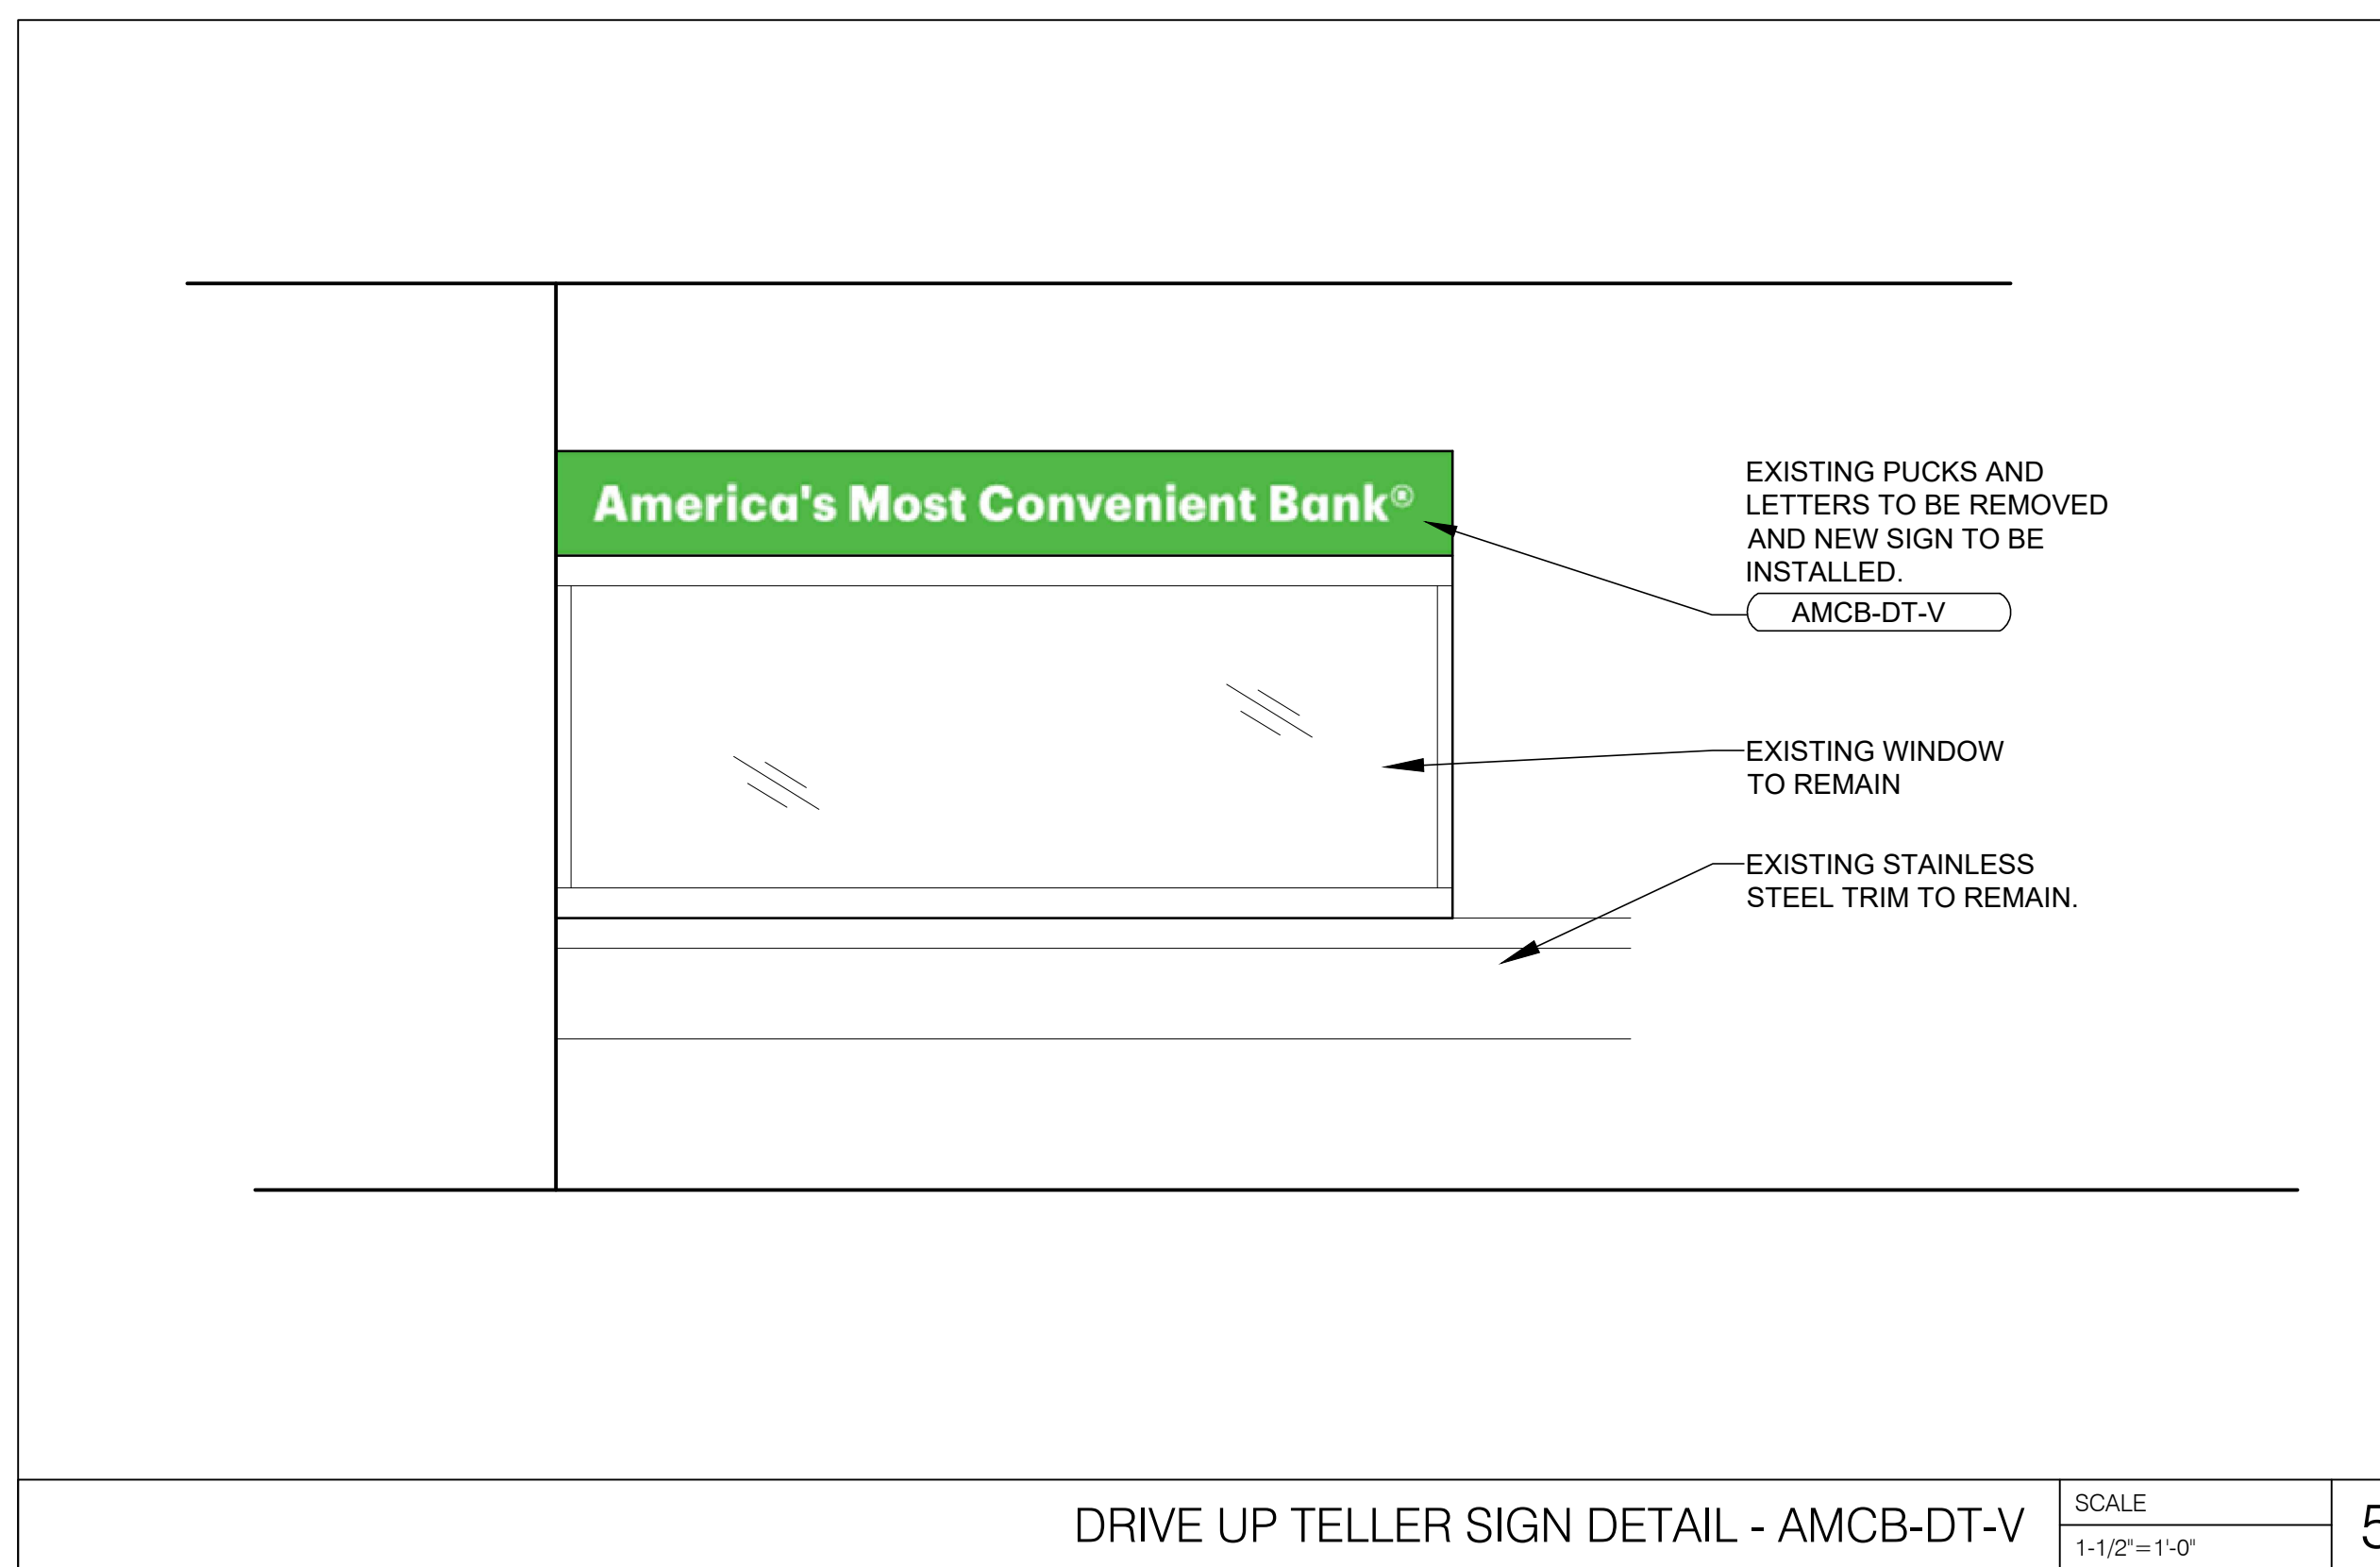 America's Most Convenient Bank®
EXISTING PUCKS AND
LETTERS TO BE REMOVED
AND NEW SIGN TO BE
INSTALLED.
AMCB-DT-V
EXISTING WINDOW
TO REMAIN
EXISTING STAINLESS
STEEL TRIM TO REMAIN.
DRIVE UP TELLER SIGN DETAIL - AMCB-DT-V
SCALE
1-1/2"=1'-0"
5